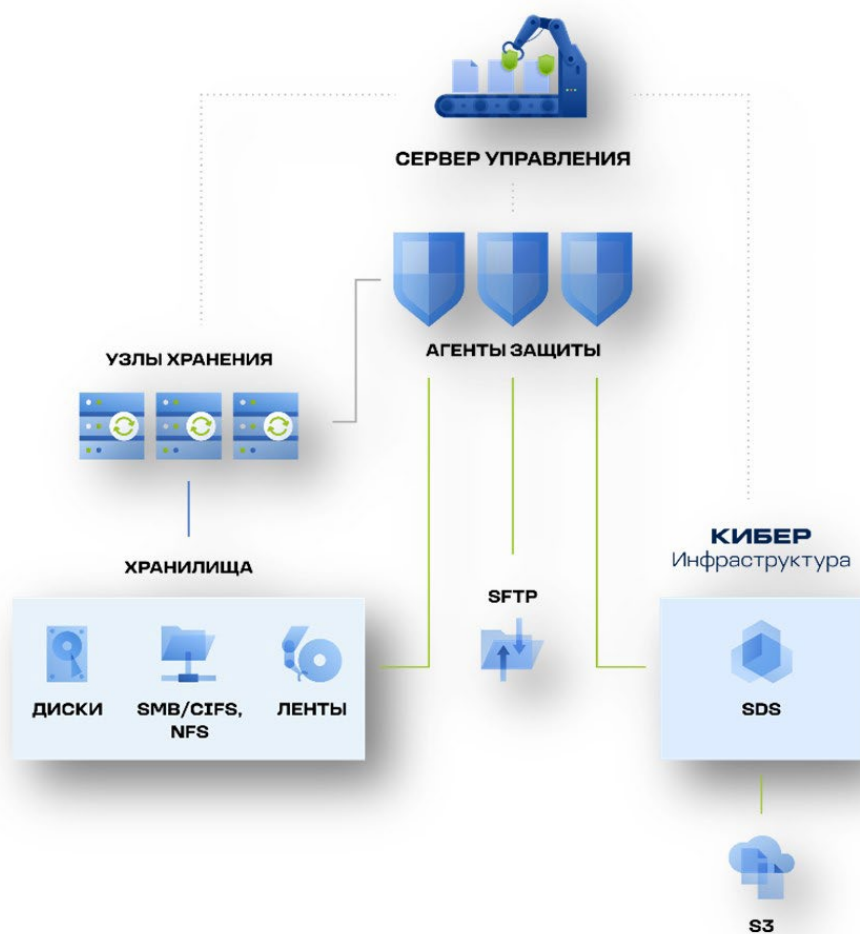 СЕРВЕР УПРАВЛЕНИЯ
АГЕНТЫ ЗАЩИТЫ
УЗЛЫ ХРАНЕНИЯ
ХРАНИЛИЩА
ДИСКИ
SMB/CIFS,
NFS
ЛЕНТЫ
SFTP
КИБЕР
Инфраструктура
SDS
S3